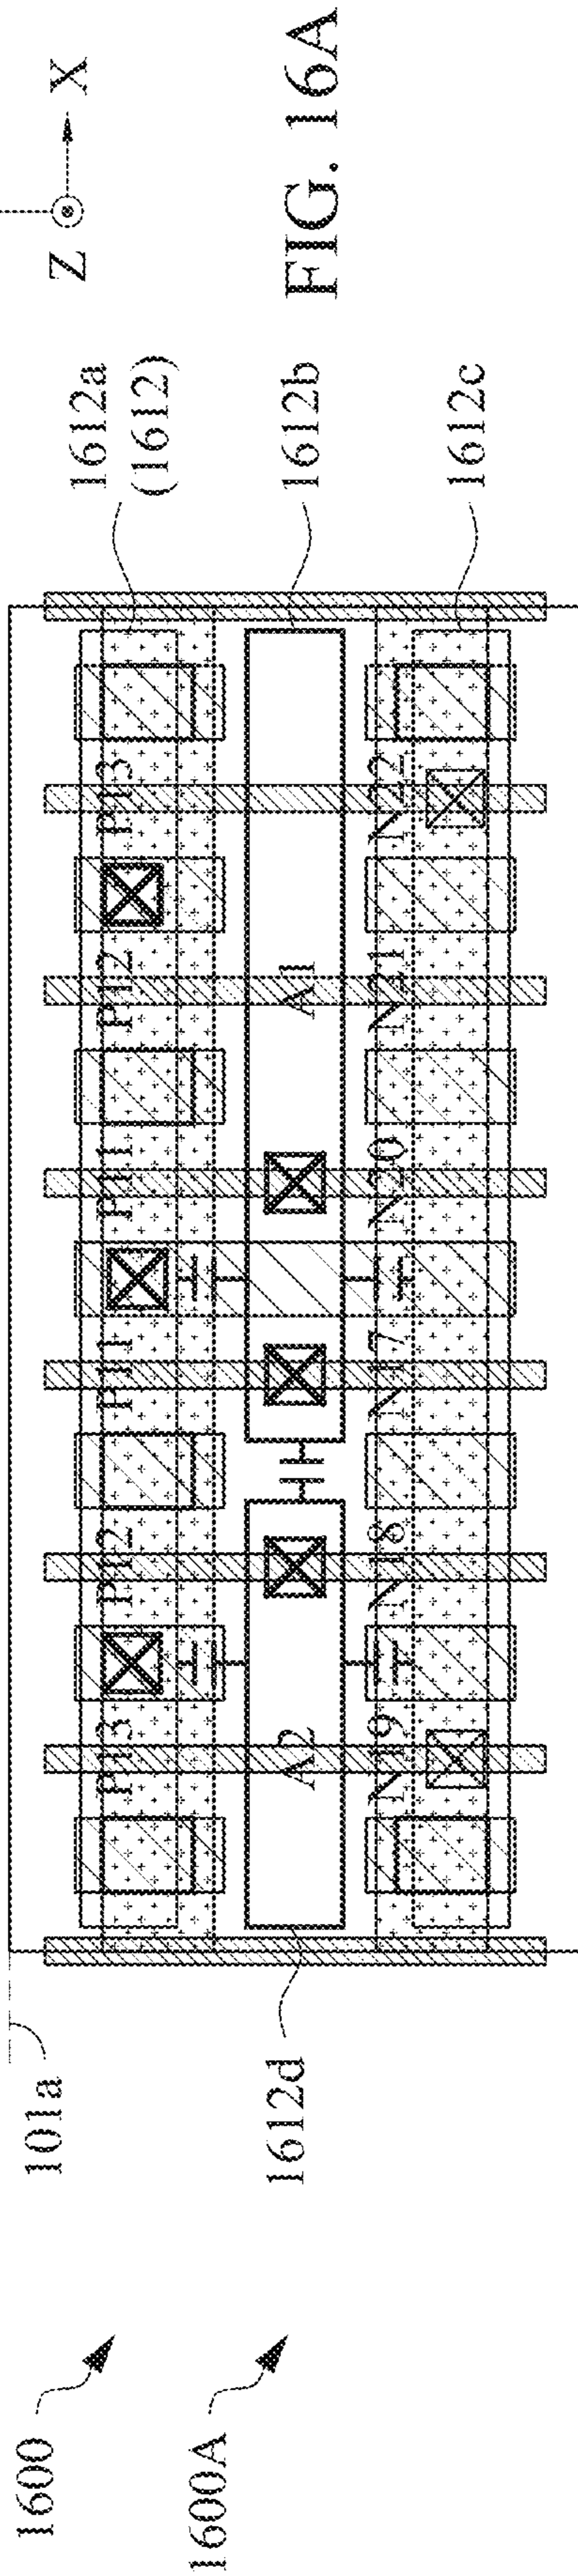 1600
101a
Z X
1612a
(1612)
P13 P12 P11 P11 P12 P13
1600A
1612d
A2 A1
1612b
FIG. 16A
N19 N18 N17 N20 N21 N22
1612c